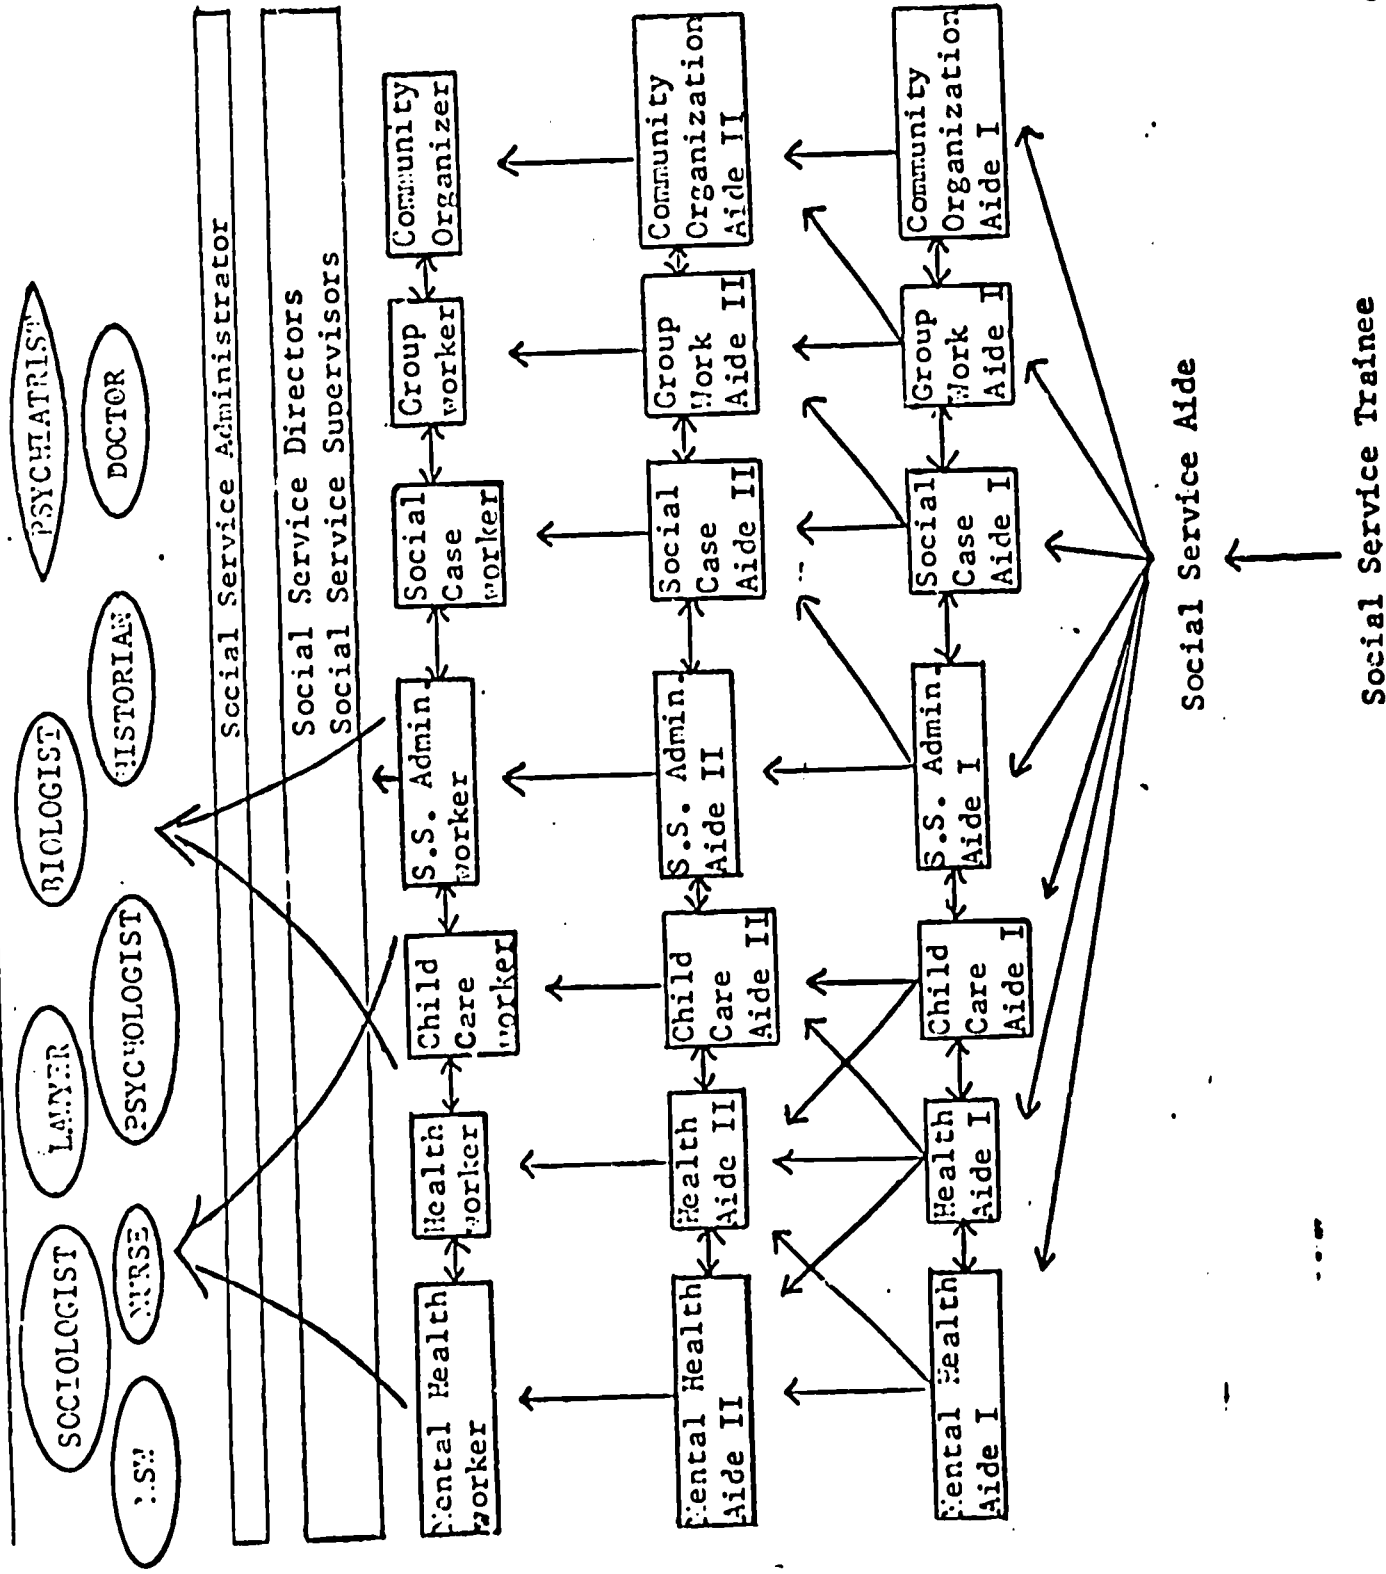 PSYCHIATRIST
BIOLOGIST
LAWYER
SOCIOLOGIST
DOCTOR
HISTORIAN
PSYCHOLOGIST
NURSE
Social Service Administrator
Social Service Directors
Social Service Supervisors
Mental Health
worker
Health
worker
Child
Care
worker
S.S. Admin.
worker
Social
Case
worker
Group
worker
Community
Organizer
Mental Health
Aide II
Health
Aide II
Child
Care
Aide II
S.S. Admin.
Aide II
Social
Case
Aide II
Group
Work
Aide II
Community
Organization
Aide II
Mental Health
Aide I
Health
Aide I
Child
Care
Aide I
S.S. Admin.
Aide I
Social
Case
Aide I
Group
Work
Aide I
Community
Organization
Aide I
Social Service Aide
Social Service Trainee